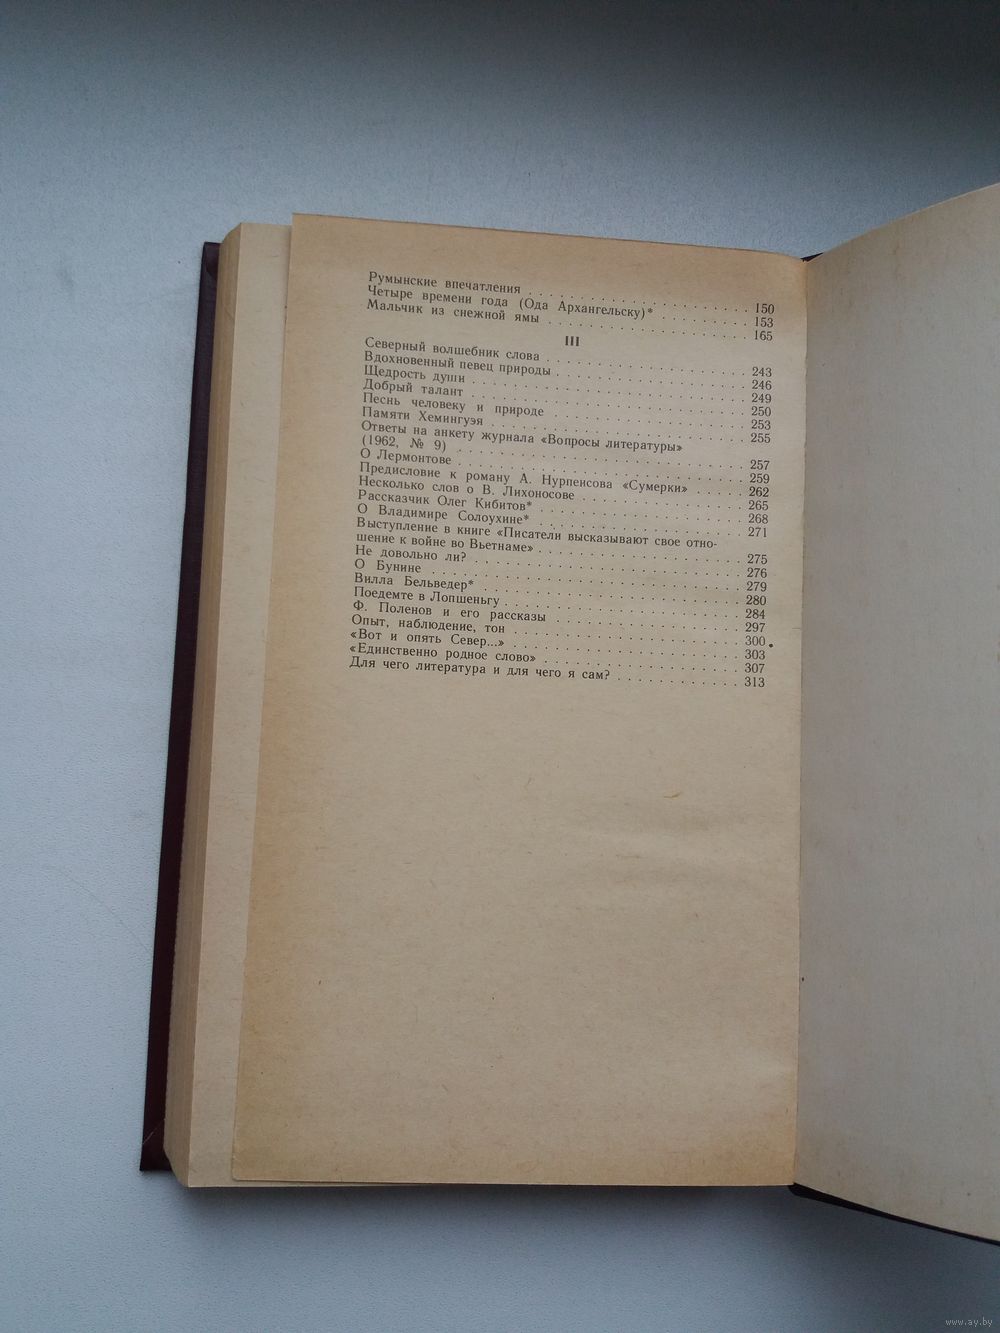 Румынские впечатления . . . . . . . . . . . . . . . . . 150
Четыре времени года (Ода Архангельску)* . . . . . . . 153
Мальчик из снежной ямы . . . . . . . . . . . . . . . . 165
III
Северный волшебник слова . . . . . . . . . . . . . . . 243
Вдохновенный певец природы . . . . . . . . . . . . . . 246
Щедрость души . . . . . . . . . . . . . . . . . . . . . 249
Добрый талант . . . . . . . . . . . . . . . . . . . . . 250
Песнь человеку и природе . . . . . . . . . . . . . . . 253
Памяти Хемингуэя . . . . . . . . . . . . . . . . . . . 255
Ответы на анкету журнала «Вопросы литературы»
(1962, № 9) . . . . . . . . . . . . . . . . . . . . . . 257
О Лермонтове . . . . . . . . . . . . . . . . . . . . . 259
Предисловие к роману А. Нурпеисова «Сумерки» . . . . . 262
Несколько слов о В. Лихоносове . . . . . . . . . . . . 265
Рассказчик Олег Кибитов* . . . . . . . . . . . . . . . 268
О Владимире Солоухине* . . . . . . . . . . . . . . . . 271
Выступление в книге «Писатели высказывают свое отно-
шение к войне во Вьетнаме» . . . . . . . . . . . . . . 275
Не довольно ли? . . . . . . . . . . . . . . . . . . . . 276
О Бунине . . . . . . . . . . . . . . . . . . . . . . . 279
Вилла Бельведер* . . . . . . . . . . . . . . . . . . . 280
Поедемте в Лопшеньгу . . . . . . . . . . . . . . . . . 284
Ф. Поленов и его рассказы . . . . . . . . . . . . . . . 297
Опыт, наблюдение, тон . . . . . . . . . . . . . . . . . 300
«Вот и опять Север...» . . . . . . . . . . . . . . . . 303
«Единственно родное слово» . . . . . . . . . . . . . . 307
Для чего литература и для чего я сам? . . . . . . . . . 313
www.ay.by